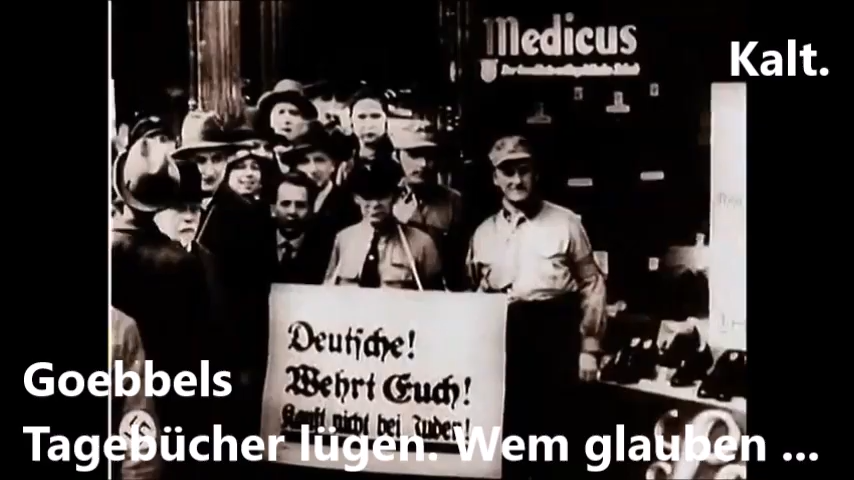 Medicus
Kalt.
Deutsche!
Wehrt Euch!
Kauft nicht bei Juden!
Goebbels
Tagebücher lügen. Wem glauben ...